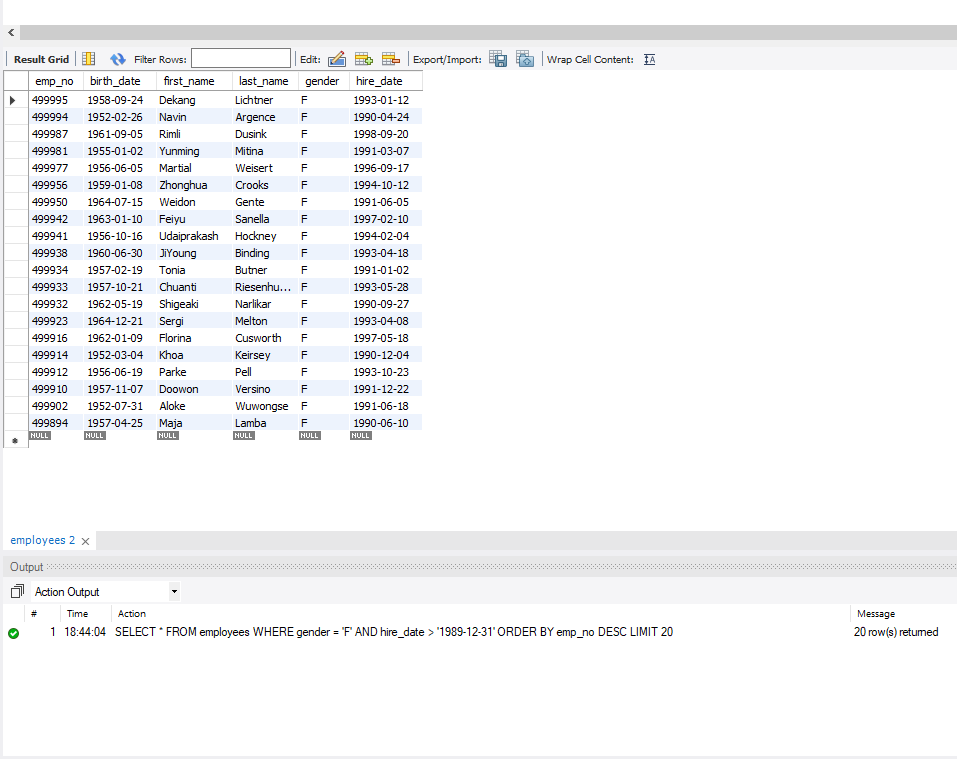 Result Grid Filter Rows: Edit: Export/Import: Wrap Cell Content:
emp_no birth_date first_name last_name gender hire_date
499995 1958-09-24 Dekang Lichtner F 1993-01-12
499994 1952-02-26 Navin Argence F 1990-04-24
499987 1961-09-05 Rimli Dusink F 1998-09-20
499981 1955-01-02 Yunming Mitina F 1991-03-07
499977 1956-06-05 Martial Weisert F 1996-09-17
499956 1959-01-08 Zhonghua Crooks F 1994-10-12
499950 1964-07-15 Weidon Gente F 1991-06-05
499942 1963-01-10 Feiyu Sanella F 1997-02-10
499941 1956-10-16 Udaiprakash Hockney F 1994-02-04
499938 1960-06-30 JiYoung Binding F 1993-04-18
499934 1957-02-19 Tonia Butner F 1991-01-02
499933 1957-10-21 Chuanti Riesenhu... F 1993-05-28
499932 1962-05-19 Shigeaki Narlikar F 1990-09-27
499923 1964-12-21 Sergi Melton F 1993-04-08
499916 1962-01-09 Florina Cusworth F 1997-05-18
499914 1952-03-04 Khoa Keirsey F 1990-12-04
499912 1956-06-19 Parke Pell F 1993-10-23
499910 1957-11-07 Doowon Versino F 1991-12-22
499902 1952-07-31 Aloke Wuwongse F 1991-06-18
499894 1957-04-25 Maja Lamba F 1990-06-10
NULL NULL NULL NULL NULL NULL
employees 2
Output
Action Output
# Time Action Message
1 18:44:04 SELECT * FROM employees WHERE gender = 'F' AND hire_date > '1989-12-31' ORDER BY emp_no DESC LIMIT 20 20 row(s) returned